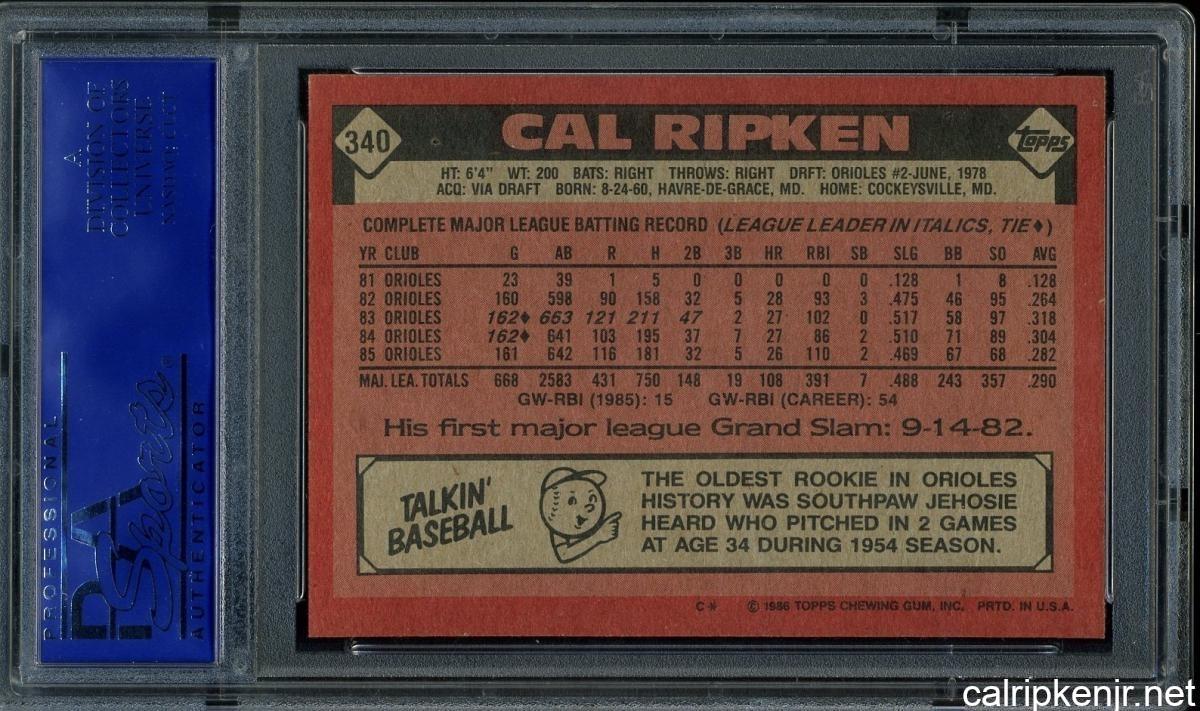 A
DIVISION OF
COLLECTORS
UNIVERSE
NASDAQ: CLCT
PROFESSIONAL
PSA
Sports®
AUTHENTICATOR
340
CAL RIPKEN
TOPPS
HT: 6'4" WT: 200 BATS: RIGHT THROWS: RIGHT DRFT: ORIOLES #2-JUNE, 1978
ACQ: VIA DRAFT BORN: 8-24-60, HAVRE-DE-GRACE, MD. HOME: COCKEYSVILLE, MD.
COMPLETE MAJOR LEAGUE BATTING RECORD (LEAGUE LEADER IN ITALICS, TIE♦)
YR CLUB G AB R H 2B 3B HR RBI SB SLG BB SO AVG
81 ORIOLES 23 39 1 5 0 0 0 0 0 .128 1 8 .128
82 ORIOLES 160 598 90 158 32 5 28 93 3 .475 46 95 .264
83 ORIOLES 162♦ 663 121 211 47 2 27 102 0 .517 58 97 .318
84 ORIOLES 162♦ 641 103 195 37 7 27 86 2 .510 71 89 .304
85 ORIOLES 161 642 116 181 32 5 26 110 2 .469 67 68 .282
MAJ. LEA. TOTALS 668 2583 431 750 148 19 108 391 7 .488 243 357 .290
GW-RBI (1985): 15 GW-RBI (CAREER): 54
His first major league Grand Slam: 9-14-82.
TALKIN'
BASEBALL
THE OLDEST ROOKIE IN ORIOLES
HISTORY WAS SOUTHPAW JEHOSIE
HEARD WHO PITCHED IN 2 GAMES
AT AGE 34 DURING 1954 SEASON.
C* © 1986 TOPPS CHEWING GUM, INC. PRTD. IN U.S.A.
calripkenjr.net